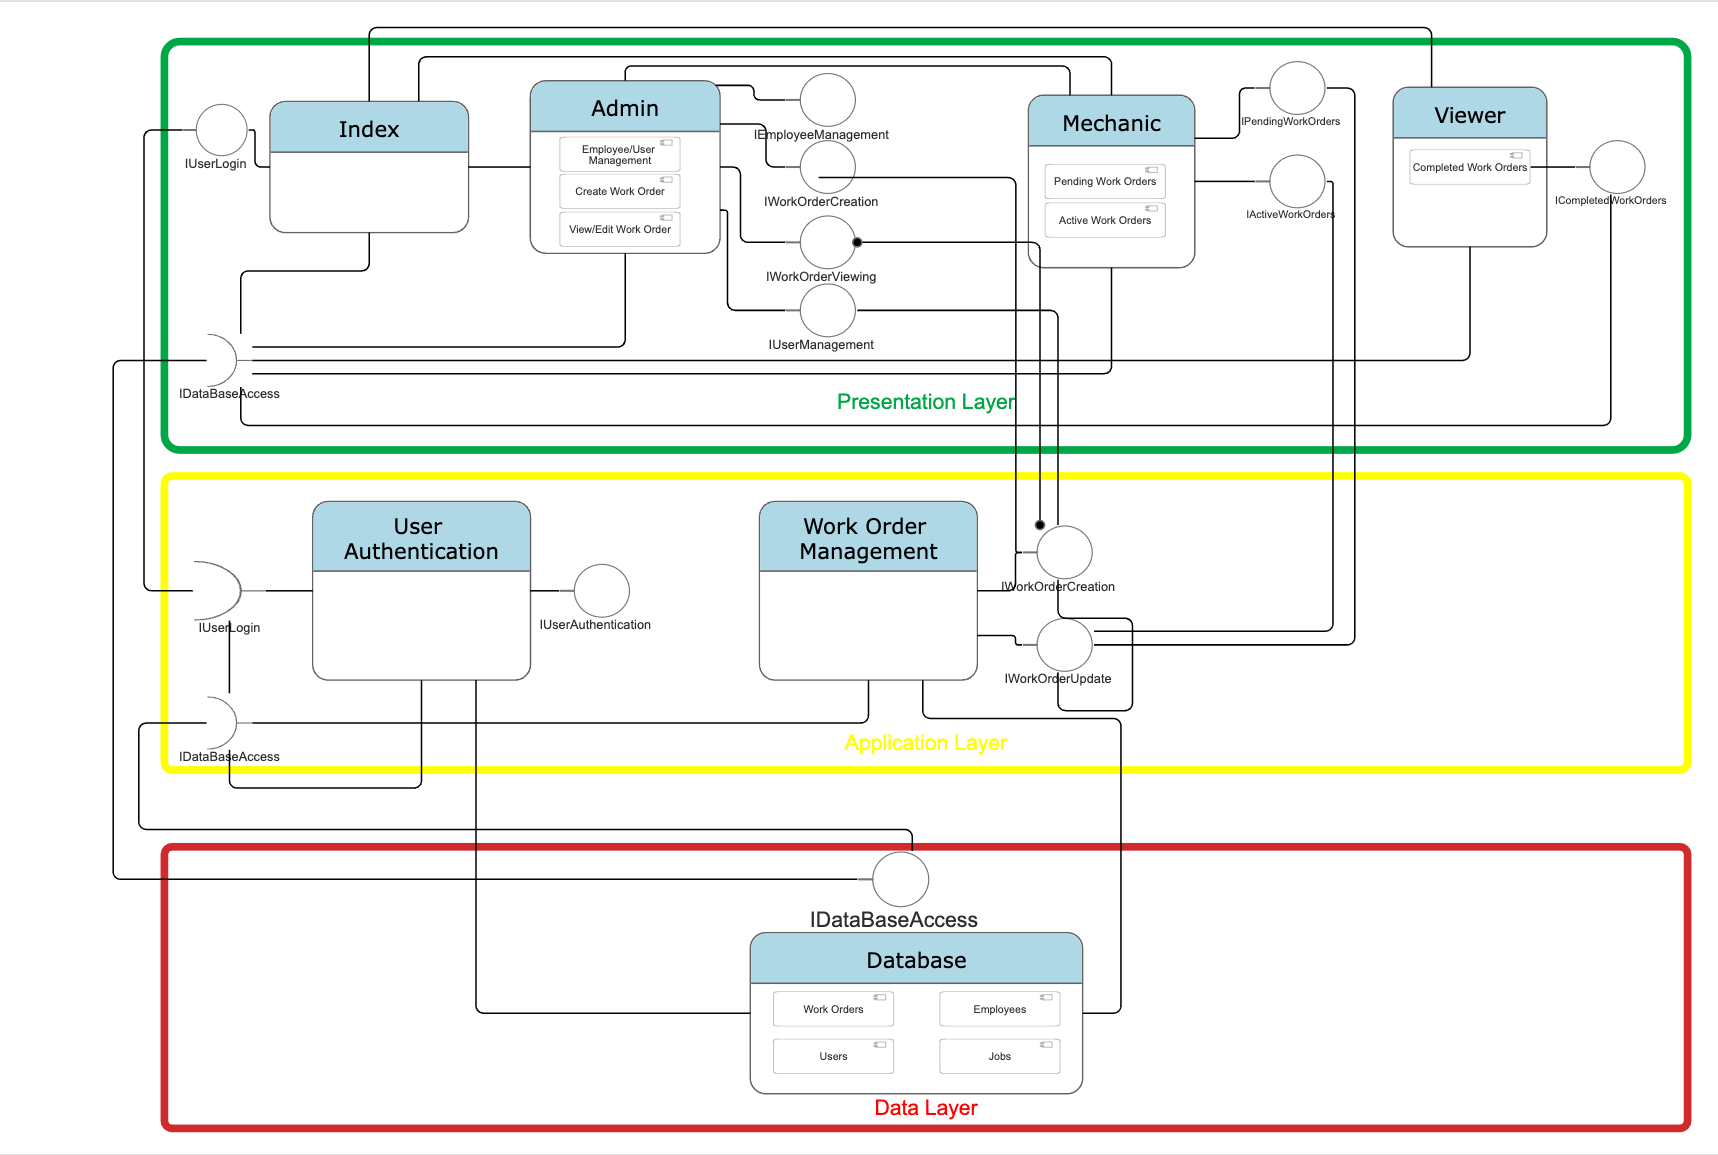 Index
IUserLogin
Admin
Employee/User
Management
Create Work Order
View/Edit Work Order
IEmployeeManagement
IWorkOrderCreation
IWorkOrderViewing
IUserManagement
Mechanic
Pending Work Orders
Active Work Orders
IPendingWorkOrders
IActiveWorkOrders
Viewer
Completed Work Orders
ICompletedWorkOrders
IDataBaseAccess
Presentation Layer
User
Authentication
IUserLogin
IUserAuthentication
Work Order
Management
IWorkOrderCreation
IWorkOrderUpdate
IDataBaseAccess
Application Layer
IDataBaseAccess
Database
Work Orders
Employees
Users
Jobs
Data Layer